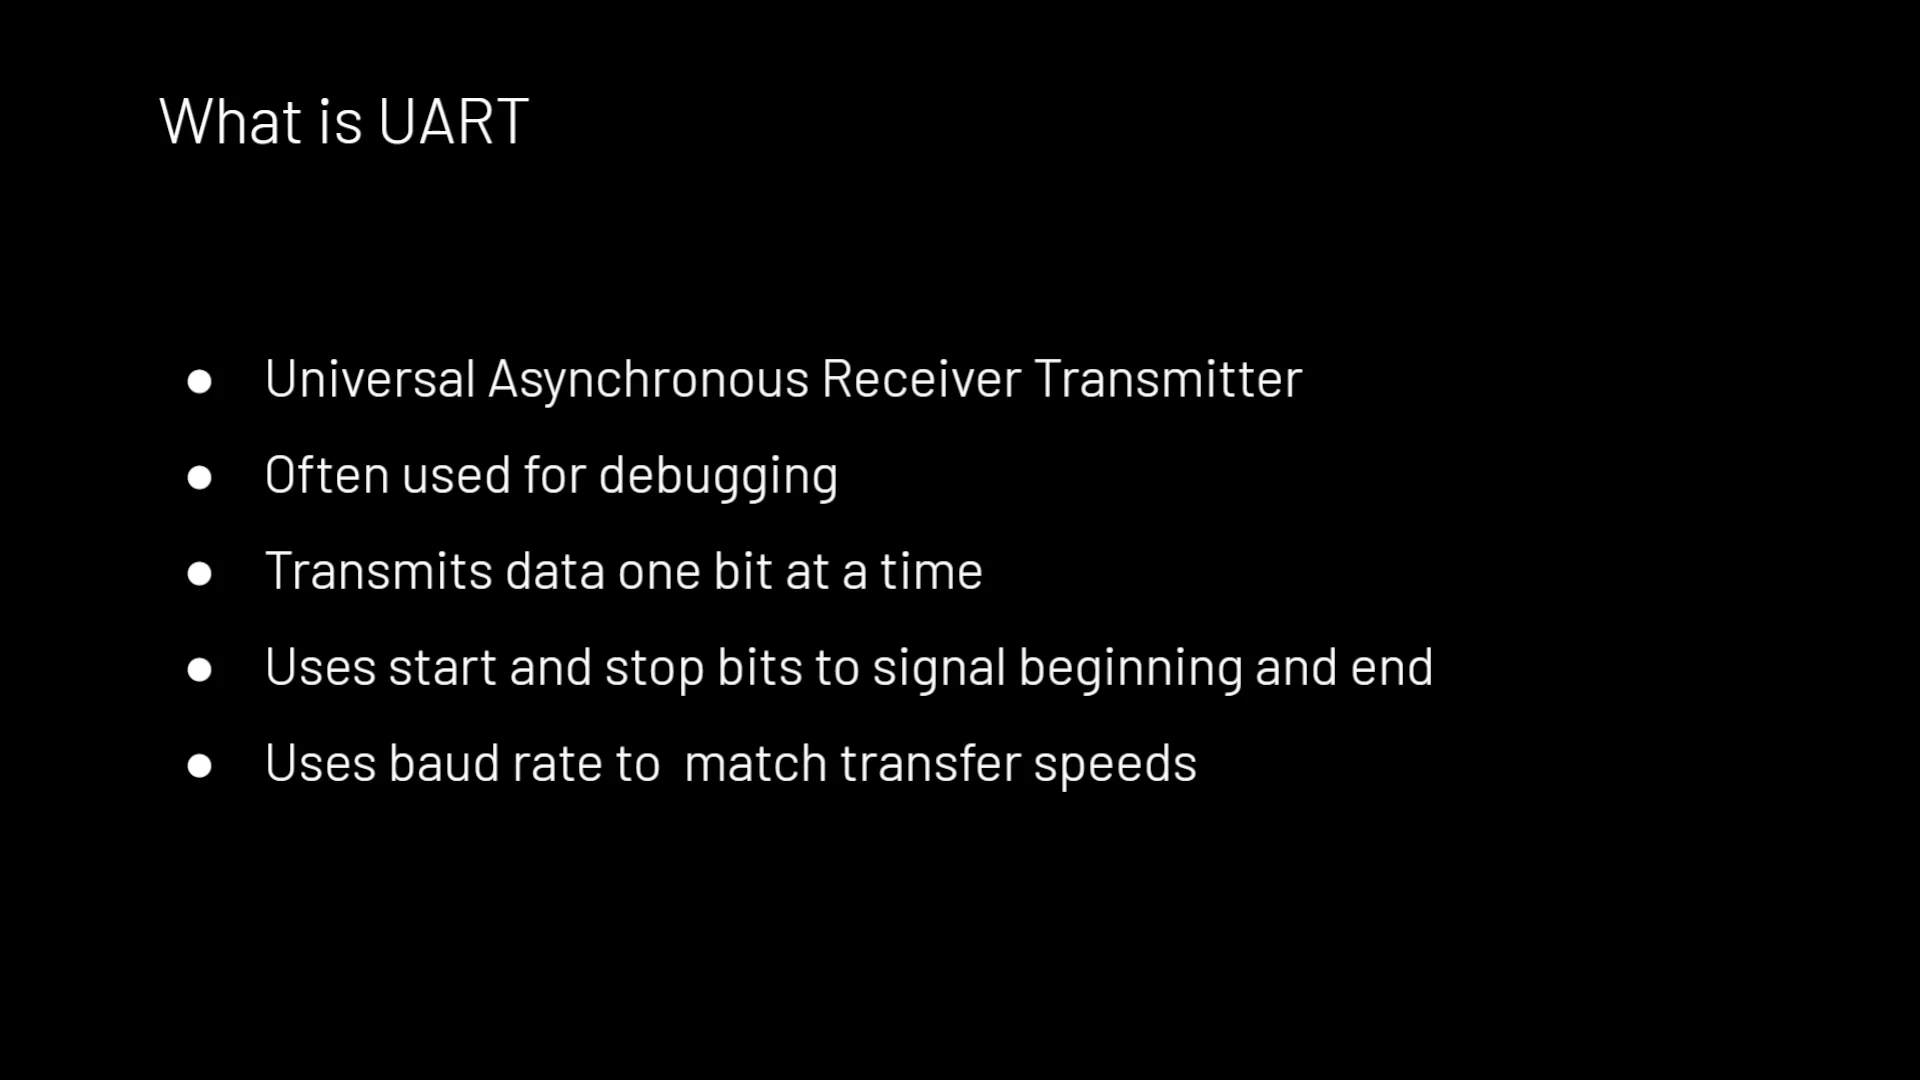 What is UART
● Universal Asynchronous Receiver Transmitter
● Often used for debugging
● Transmits data one bit at a time
● Uses start and stop bits to signal beginning and end
● Uses baud rate to  match transfer speeds